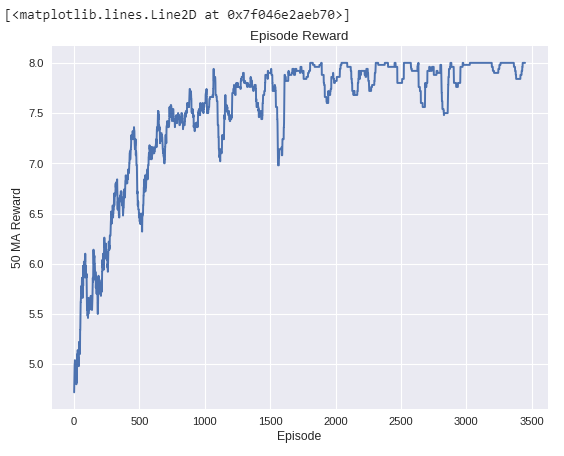 [<matplotlib.lines.Line2D at 0x7f046e2aeb70>]
Episode Reward
8.0
7.5
7.0
6.5
6.0
5.5
5.0
50 MA Reward
0 500 1000 1500 2000 2500 3000 3500
Episode